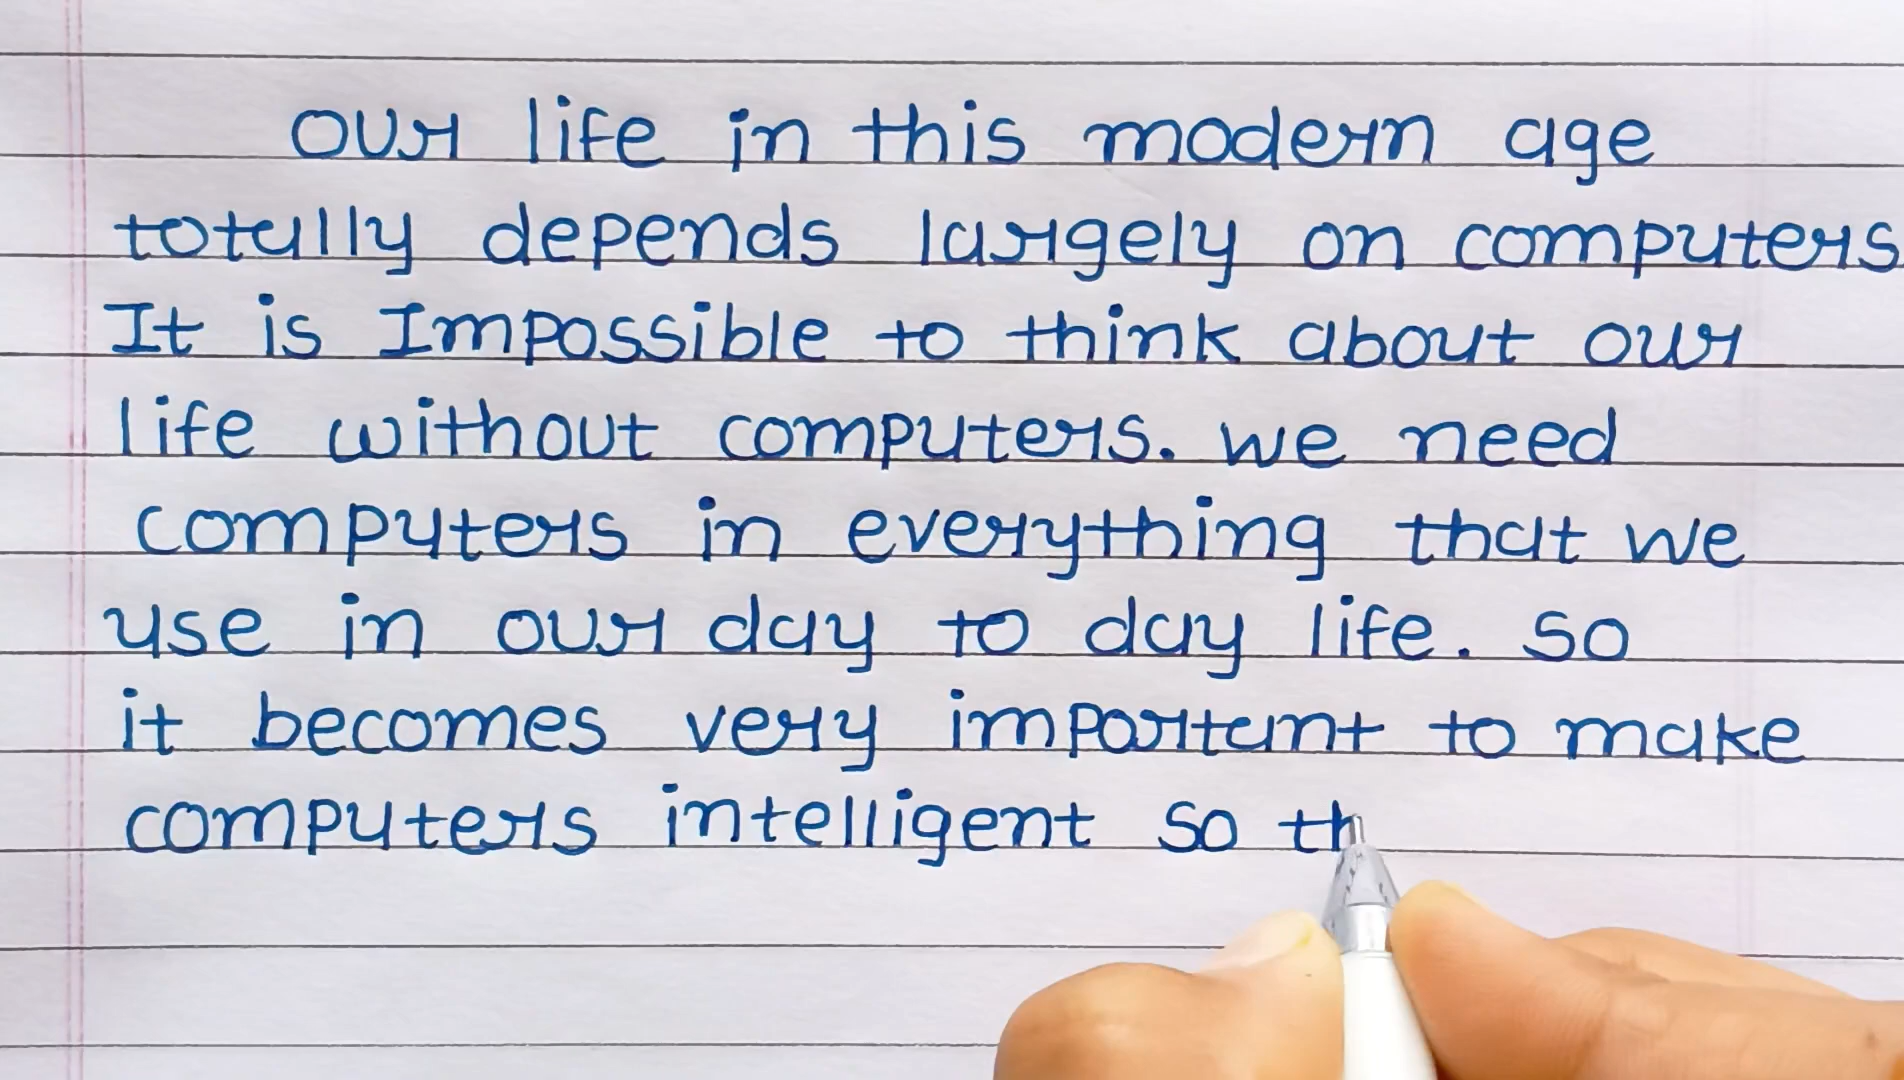 Our life in this modern age
totally depends largely on computers.
It is Impossible to think about our
life without computers. we need
computers in everything that we
use in our day to day life. So
it becomes very important to make
computers intelligent so th